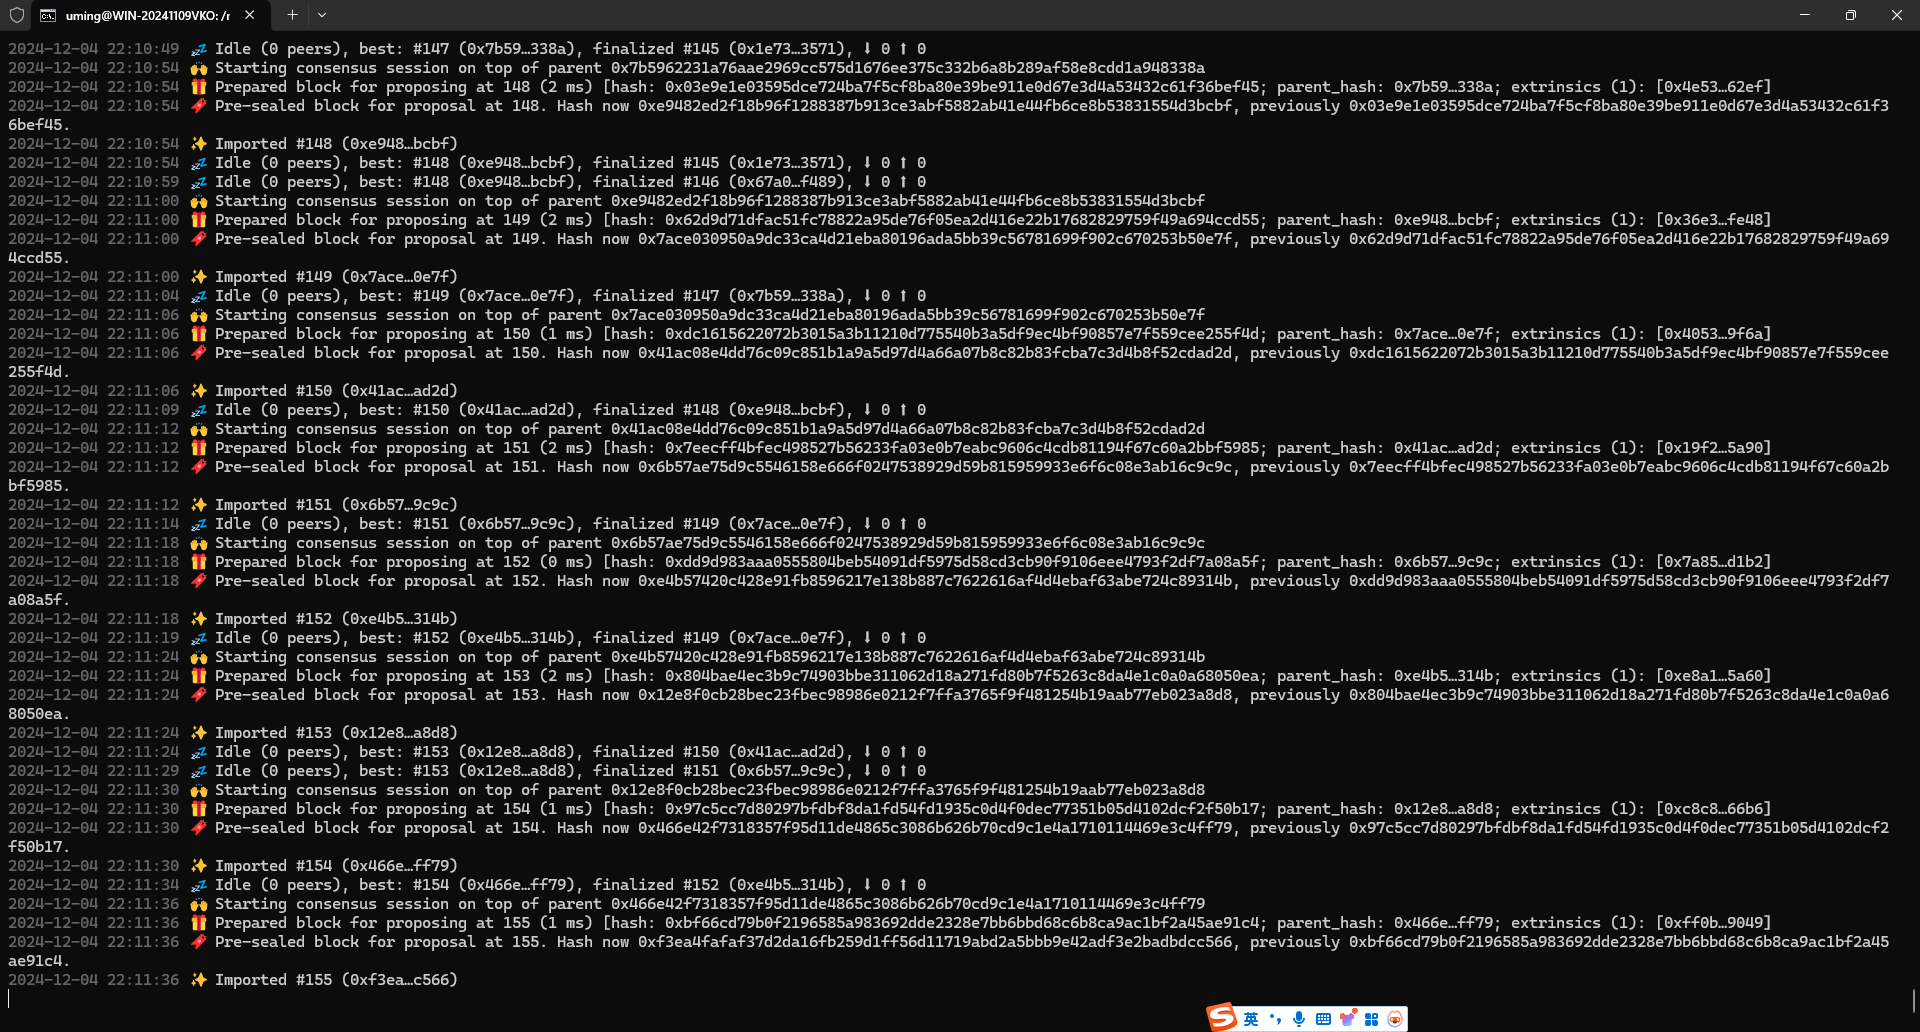 uming@WIN-20241109VKO: /r
2024-12-04 22:10:49 💤 Idle (0 peers), best: #147 (0x7b59…338a), finalized #145 (0x1e73…3571), ⬇ 0 ⬆ 0
2024-12-04 22:10:54 🙌 Starting consensus session on top of parent 0x7b5962231a76aae2969cc575d1676ee375c332b6a8b289af58e8cdd1a948338a
2024-12-04 22:10:54 🎁 Prepared block for proposing at 148 (2 ms) [hash: 0x03e9e1e03595dce724ba7f5cf8ba80e39be911e0d67e3d4a53432c61f36bef45; parent_hash: 0x7b59…338a; extrinsics (1): [0x4e53…62ef]
2024-12-04 22:10:54 🔖 Pre-sealed block for proposal at 148. Hash now 0xe9482ed2f18b96f1288387b913ce3abf5882ab41e44fb6ce8b53831554d3bcbf, previously 0x03e9e1e03595dce724ba7f5cf8ba80e39be911e0d67e3d4a53432c61f3
6bef45.
2024-12-04 22:10:54 ✨ Imported #148 (0xe948…bcbf)
2024-12-04 22:10:54 💤 Idle (0 peers), best: #148 (0xe948…bcbf), finalized #145 (0x1e73…3571), ⬇ 0 ⬆ 0
2024-12-04 22:10:59 💤 Idle (0 peers), best: #148 (0xe948…bcbf), finalized #146 (0x67a0…f489), ⬇ 0 ⬆ 0
2024-12-04 22:11:00 🙌 Starting consensus session on top of parent 0xe9482ed2f18b96f1288387b913ce3abf5882ab41e44fb6ce8b53831554d3bcbf
2024-12-04 22:11:00 🎁 Prepared block for proposing at 149 (2 ms) [hash: 0x62d9d71dfac51fc78822a95de76f05ea2d416e22b17682829759f49a694ccd55; parent_hash: 0xe948…bcbf; extrinsics (1): [0x36e3…fe48]
2024-12-04 22:11:00 🔖 Pre-sealed block for proposal at 149. Hash now 0x7ace030950a9dc33ca4d21eba80196ada5bb39c56781699f902c670253b50e7f, previously 0x62d9d71dfac51fc78822a95de76f05ea2d416e22b17682829759f49a69
4ccd55.
2024-12-04 22:11:00 ✨ Imported #149 (0x7ace…0e7f)
2024-12-04 22:11:04 💤 Idle (0 peers), best: #149 (0x7ace…0e7f), finalized #147 (0x7b59…338a), ⬇ 0 ⬆ 0
2024-12-04 22:11:06 🙌 Starting consensus session on top of parent 0x7ace030950a9dc33ca4d21eba80196ada5bb39c56781699f902c670253b50e7f
2024-12-04 22:11:06 🎁 Prepared block for proposing at 150 (1 ms) [hash: 0xdc1615622072b3015a3b11210d775540b3a5df9ec4bf90857e7f559cee255f4d; parent_hash: 0x7ace…0e7f; extrinsics (1): [0x4053…9f6a]
2024-12-04 22:11:06 🔖 Pre-sealed block for proposal at 150. Hash now 0x41ac08e4dd76c09c851b1a9a5d97d4a66a07b8c82b83fcba7c3d4b8f52cdad2d, previously 0xdc1615622072b3015a3b11210d775540b3a5df9ec4bf90857e7f559cee
255f4d.
2024-12-04 22:11:06 ✨ Imported #150 (0x41ac…ad2d)
2024-12-04 22:11:09 💤 Idle (0 peers), best: #150 (0x41ac…ad2d), finalized #148 (0xe948…bcbf), ⬇ 0 ⬆ 0
2024-12-04 22:11:12 🙌 Starting consensus session on top of parent 0x41ac08e4dd76c09c851b1a9a5d97d4a66a07b8c82b83fcba7c3d4b8f52cdad2d
2024-12-04 22:11:12 🎁 Prepared block for proposing at 151 (2 ms) [hash: 0x7eecff4bfec498527b56233fa03e0b7eabc9606c4cdb81194f67c60a2bbf5985; parent_hash: 0x41ac…ad2d; extrinsics (1): [0x19f2…5a90]
2024-12-04 22:11:12 🔖 Pre-sealed block for proposal at 151. Hash now 0x6b57ae75d9c5546158e666f0247538929d59b815959933e6f6c08e3ab16c9c9c, previously 0x7eecff4bfec498527b56233fa03e0b7eabc9606c4cdb81194f67c60a2b
bf5985.
2024-12-04 22:11:12 ✨ Imported #151 (0x6b57…9c9c)
2024-12-04 22:11:14 💤 Idle (0 peers), best: #151 (0x6b57…9c9c), finalized #149 (0x7ace…0e7f), ⬇ 0 ⬆ 0
2024-12-04 22:11:18 🙌 Starting consensus session on top of parent 0x6b57ae75d9c5546158e666f0247538929d59b815959933e6f6c08e3ab16c9c9c
2024-12-04 22:11:18 🎁 Prepared block for proposing at 152 (0 ms) [hash: 0xdd9d983aaa0555804beb54091df5975d58cd3cb90f9106eee4793f2df7a08a5f; parent_hash: 0x6b57…9c9c; extrinsics (1): [0x7a85…d1b2]
2024-12-04 22:11:18 🔖 Pre-sealed block for proposal at 152. Hash now 0xe4b57420c428e91fb8596217e138b887c7622616af4d4ebaf63abe724c89314b, previously 0xdd9d983aaa0555804beb54091df5975d58cd3cb90f9106eee4793f2df7
a08a5f.
2024-12-04 22:11:18 ✨ Imported #152 (0xe4b5…314b)
2024-12-04 22:11:19 💤 Idle (0 peers), best: #152 (0xe4b5…314b), finalized #149 (0x7ace…0e7f), ⬇ 0 ⬆ 0
2024-12-04 22:11:24 🙌 Starting consensus session on top of parent 0xe4b57420c428e91fb8596217e138b887c7622616af4d4ebaf63abe724c89314b
2024-12-04 22:11:24 🎁 Prepared block for proposing at 153 (2 ms) [hash: 0x804bae4ec3b9c74903bbe311062d18a271fd80b7f5263c8da4e1c0a0a68050ea; parent_hash: 0xe4b5…314b; extrinsics (1): [0xe8a1…5a60]
2024-12-04 22:11:24 🔖 Pre-sealed block for proposal at 153. Hash now 0x12e8f0cb28bec23fbec98986e0212f7ffa3765f9f481254b19aab77eb023a8d8, previously 0x804bae4ec3b9c74903bbe311062d18a271fd80b7f5263c8da4e1c0a0a6
8050ea.
2024-12-04 22:11:24 ✨ Imported #153 (0x12e8…a8d8)
2024-12-04 22:11:24 💤 Idle (0 peers), best: #153 (0x12e8…a8d8), finalized #150 (0x41ac…ad2d), ⬇ 0 ⬆ 0
2024-12-04 22:11:29 💤 Idle (0 peers), best: #153 (0x12e8…a8d8), finalized #151 (0x6b57…9c9c), ⬇ 0 ⬆ 0
2024-12-04 22:11:30 🙌 Starting consensus session on top of parent 0x12e8f0cb28bec23fbec98986e0212f7ffa3765f9f481254b19aab77eb023a8d8
2024-12-04 22:11:30 🎁 Prepared block for proposing at 154 (1 ms) [hash: 0x97c5cc7d80297bfdbf8da1fd54fd1935c0d4f0dec77351b05d4102dcf2f50b17; parent_hash: 0x12e8…a8d8; extrinsics (1): [0xc8c8…66b6]
2024-12-04 22:11:30 🔖 Pre-sealed block for proposal at 154. Hash now 0x466e42f7318357f95d11de4865c3086b626b70cd9c1e4a1710114469e3c4ff79, previously 0x97c5cc7d80297bfdbf8da1fd54fd1935c0d4f0dec77351b05d4102dcf2
f50b17.
2024-12-04 22:11:30 ✨ Imported #154 (0x466e…ff79)
2024-12-04 22:11:34 💤 Idle (0 peers), best: #154 (0x466e…ff79), finalized #152 (0xe4b5…314b), ⬇ 0 ⬆ 0
2024-12-04 22:11:36 🙌 Starting consensus session on top of parent 0x466e42f7318357f95d11de4865c3086b626b70cd9c1e4a1710114469e3c4ff79
2024-12-04 22:11:36 🎁 Prepared block for proposing at 155 (1 ms) [hash: 0xbf66cd79b0f2196585a983692dde2328e7bb6bbd68c6b8ca9ac1bf2a45ae91c4; parent_hash: 0x466e…ff79; extrinsics (1): [0xff0b…9049]
2024-12-04 22:11:36 🔖 Pre-sealed block for proposal at 155. Hash now 0xf3ea4fafaf37d2da16fb259d1ff56d11719abd2a5bbb9e42adf3e2badbdcc566, previously 0xbf66cd79b0f2196585a983692dde2328e7bb6bbd68c6b8ca9ac1bf2a45
ae91c4.
2024-12-04 22:11:36 ✨ Imported #155 (0xf3ea…c566)
英